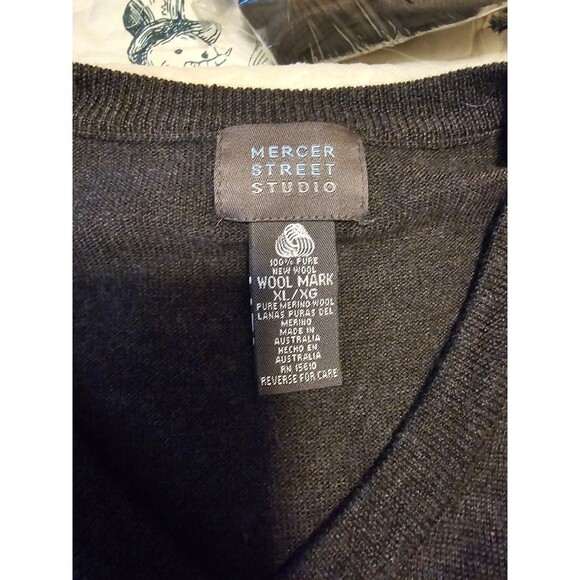 MERCER
STREET
STUDIO
100% PURE
NEW WOOL
WOOL MARK
XL/XG
PURE MERINO WOOL
LANAS PURAS DEL
MERINO
MADE IN
AUSTRALIA
HECHO EN
AUSTRALIA
RN 15610
REVERSE FOR CARE